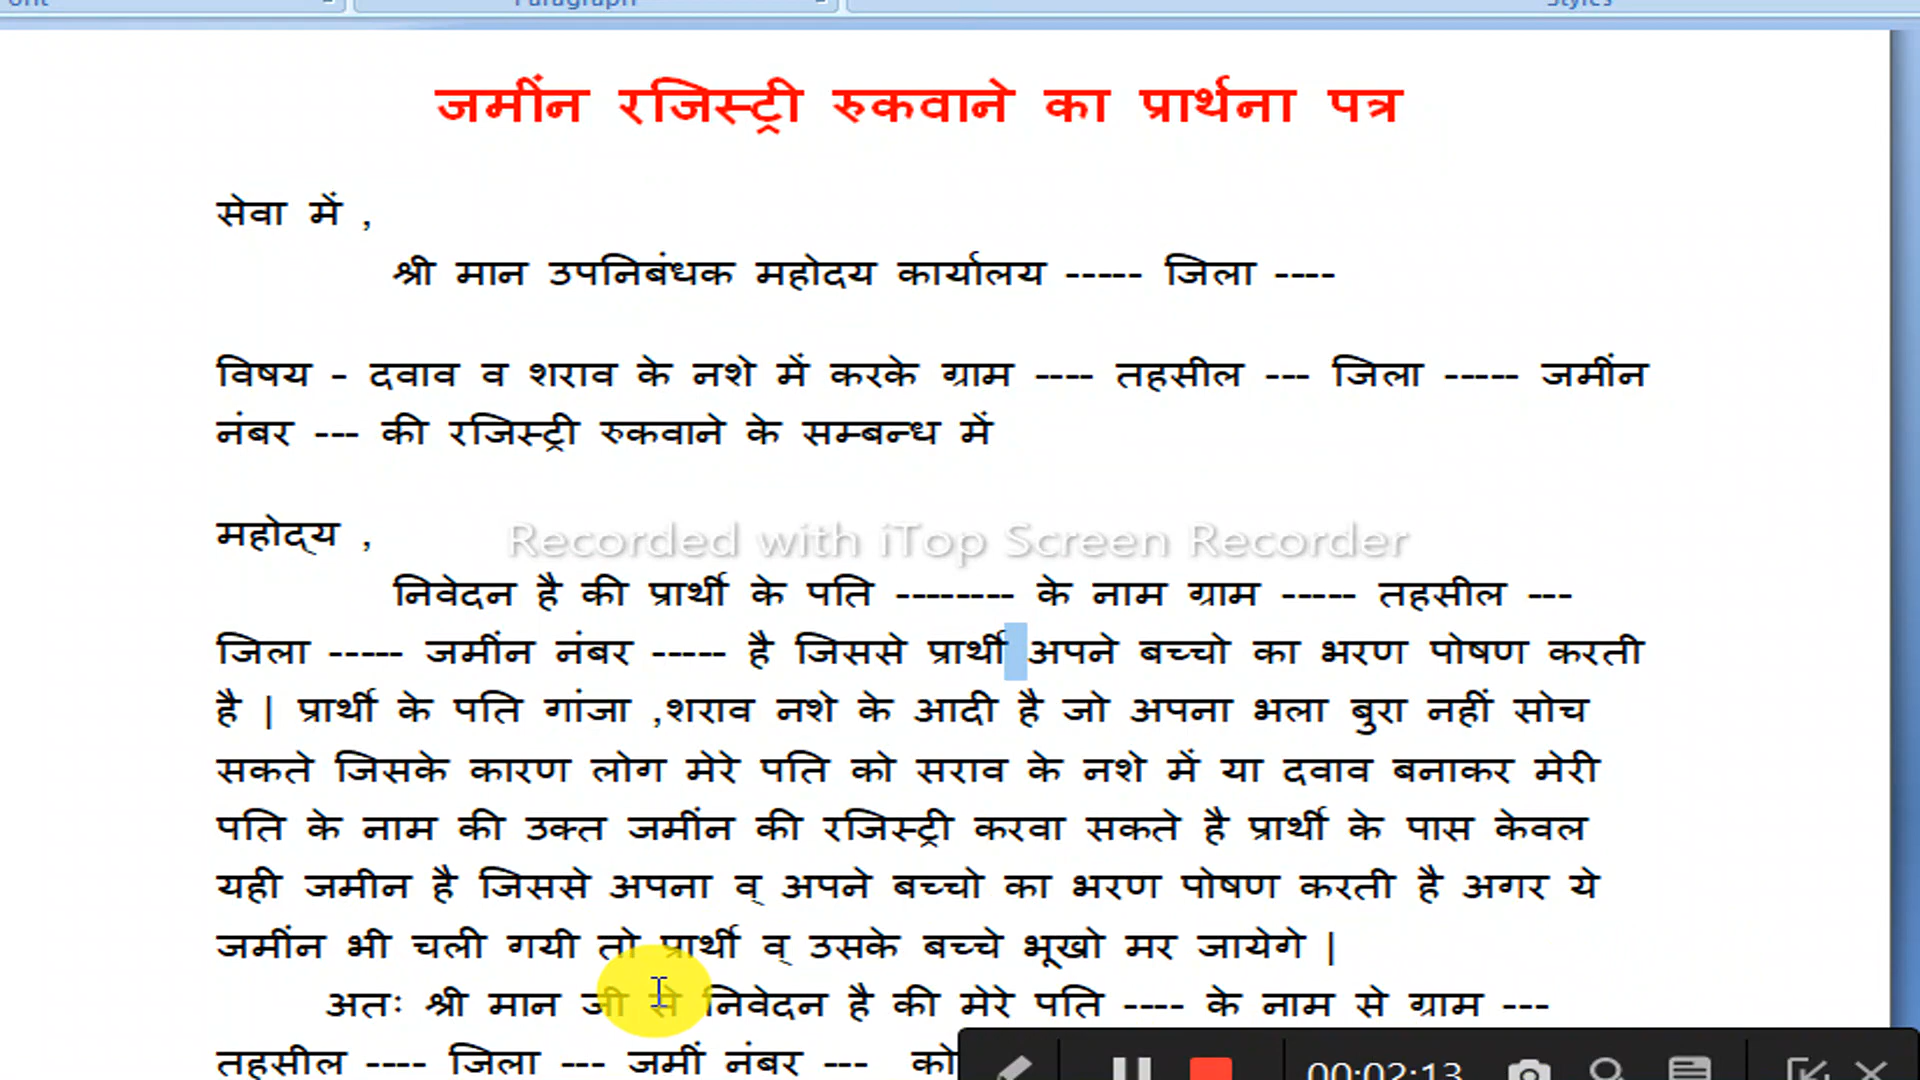 Paragraph
Styles
जमींन रजिस्ट्री रुकवाने का प्रार्थना पत्र
सेवा में ,
श्री मान उपनिबंधक महोदय कार्यालय ----- जिला ----
विषय - दवाव व शराव के नशे में करके ग्राम ---- तहसील --- जिला ----- जमींन
नंबर --- की रजिस्ट्री रुकवाने के सम्बन्ध में
महोद्य ,
Recorded with iTop Screen Recorder
निवेदन है की प्रार्थी के पति -------- के नाम ग्राम ----- तहसील ---
जिला ----- जमींन नंबर ----- है जिससे प्रार्थी अपने बच्चो का भरण पोषण करती
है | प्रार्थी के पति गांजा ,शराव नशे के आदी है जो अपना भला बुरा नहीं सोच
सकते जिसके कारण लोग मेरे पति को सराव के नशे में या दवाव बनाकर मेरी
पति के नाम की उक्त जमींन की रजिस्ट्री करवा सकते है प्रार्थी के पास केवल
यही जमीन है जिससे अपना व् अपने बच्चो का भरण पोषण करती है अगर ये
जमींन भी चली गयी तो प्रार्थी व् उसके बच्चे भूखो मर जायेगे |
अतः श्री मान जी से निवेदन है की मेरे पति ---- के नाम से ग्राम ---
तहसील ---- जिला --- जमीं नंबर --- को
00:02:13